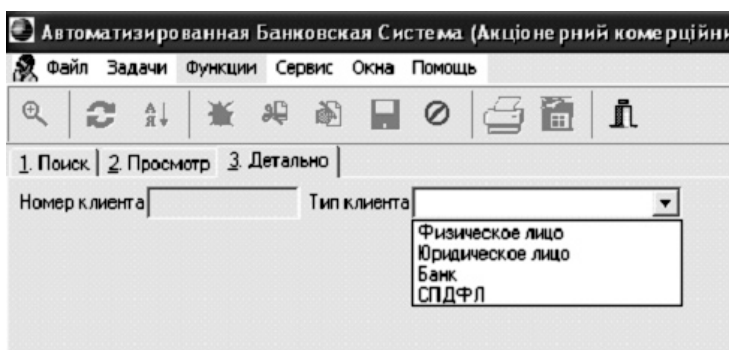 Автоматизированная Банковская Система (Акціонерний комерційни
Файл Задачи Функции Сервис Окна Помощь
1. Поиск 2. Просмотр 3. Детально
Номер клиента Тип клиента
Физическое лицо
Юридическое лицо
Банк
СПДФЛ